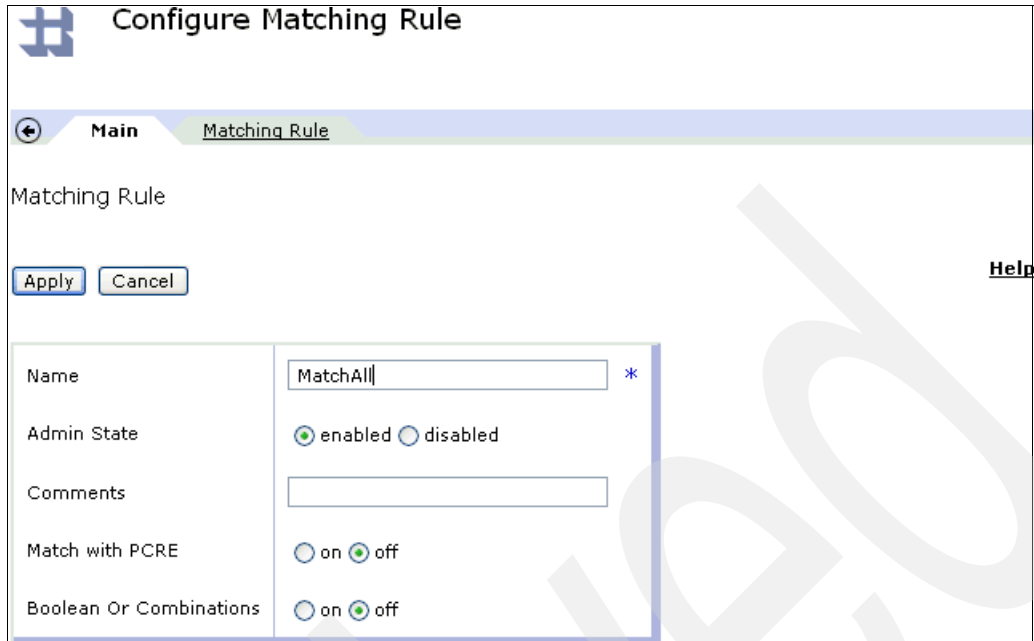 Configure Matching Rule
Main Matching Rule
Matching Rule
Apply Cancel Help
Name MatchAll *
Admin State enabled disabled
Comments
Match with PCRE on off
Boolean Or Combinations on off